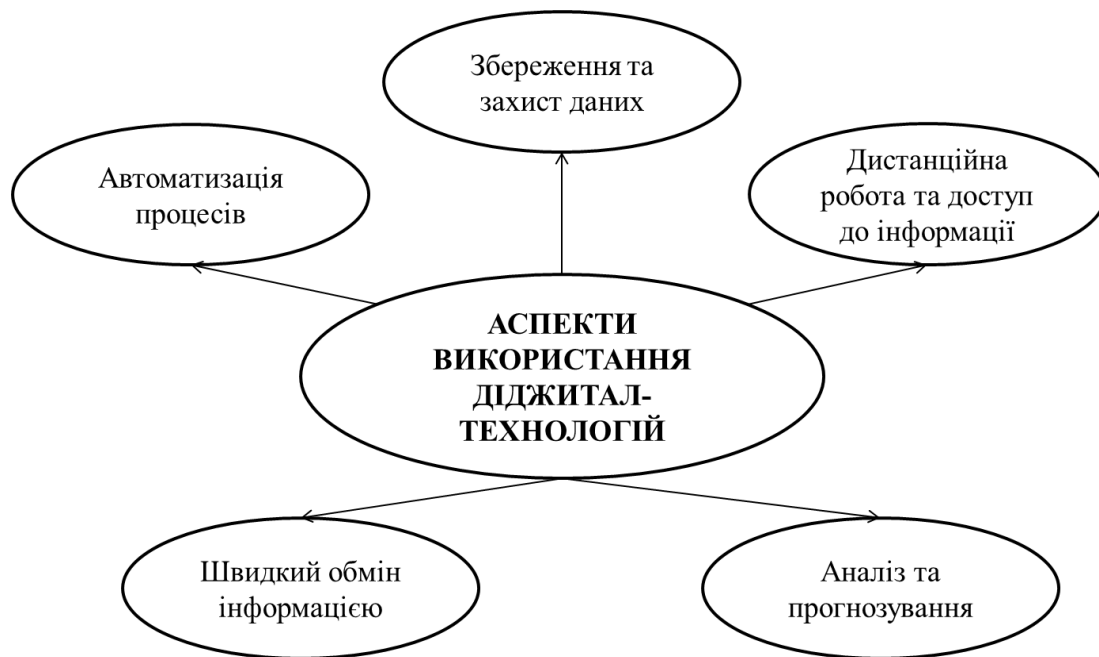 Збереження та
захист даних
Автоматизація
процесів
Дистанційна
робота та доступ
до інформації
АСПЕКТИ
ВИКОРИСТАННЯ
ДІДЖИТАЛ-
ТЕХНОЛОГІЙ
Швидкий обмін
інформацією
Аналіз та
прогнозування